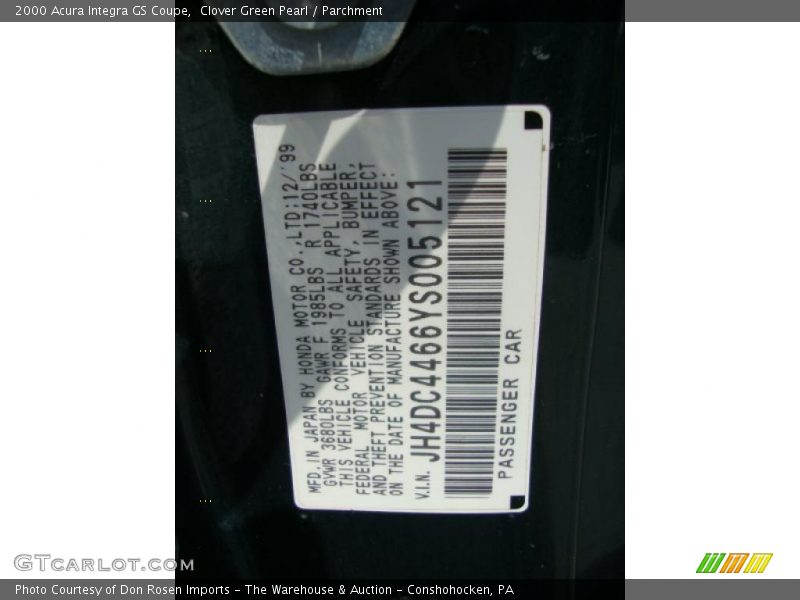 2000 Acura Integra GS Coupe, Clover Green Pearl / Parchment
MFD. IN JAPAN BY HONDA MOTOR CO., LTD: 12/'99
GVWR 3680LBS GAWR F 1985LBS R 1740LBS
THIS VEHICLE CONFORMS TO ALL APPLICABLE
FEDERAL MOTOR VEHICLE SAFETY, BUMPER,
AND THEFT PREVENTION STANDARDS IN EFFECT
ON THE DATE OF MANUFACTURE SHOWN ABOVE:
V.I.N. JH4DC4466YS005121
PASSENGER CAR
GTcarlot.com
Photo Courtesy of Don Rosen Imports - The Warehouse & Auction - Conshohocken, PA